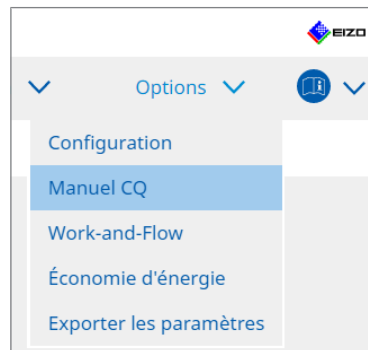 EIZO
Options
Configuration
Manuel CQ
Work-and-Flow
Économie d'énergie
Exporter les paramètres